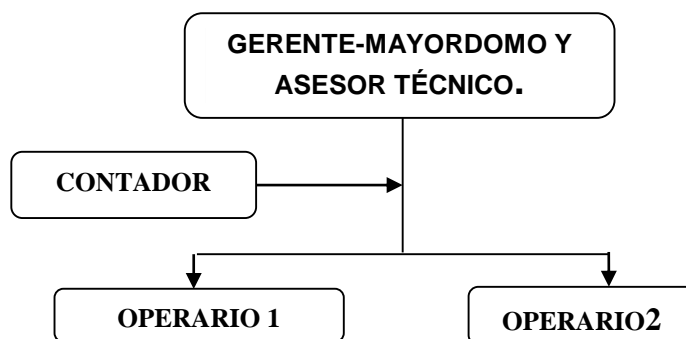 GERENTE-MAYORDOMO Y
ASESOR TÉCNICO.
CONTADOR
OPERARIO 1
OPERARIO2